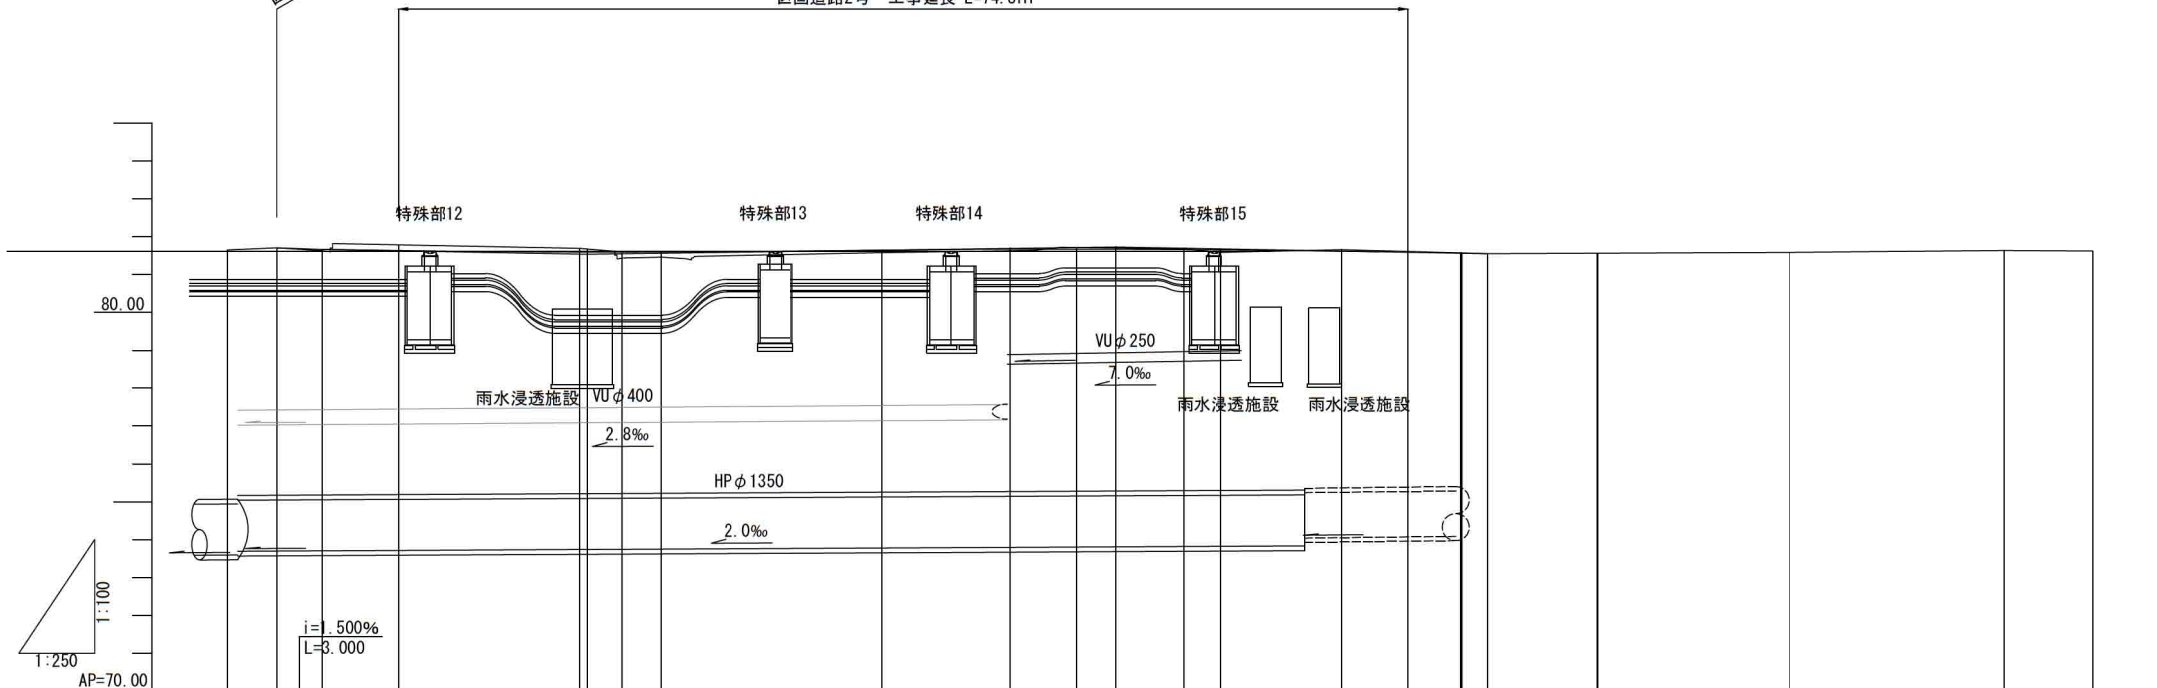 特殊部12
特殊部13
特殊部14
特殊部15
80.00
VUφ250
7.0‰
雨水浸透施設
VUφ400
雨水浸透施設
雨水浸透施設
2.8‰
HPφ1350
2.0‰
1:100
1:250
i=1.500%
L=3.000
AP=70.00